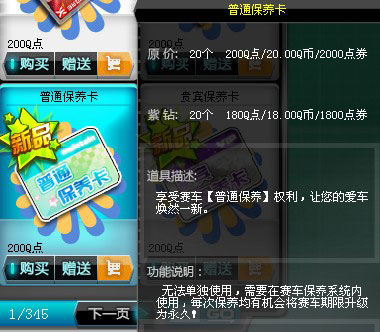 200Q点
购买 赠送
普通保养卡
新品
普通
保养卡
200Q点
购买 赠送
1/345 下一页
贵宾保养卡
普通保养卡
原 价: 20个 200Q点/20.00Q币/2000点券
紫 钻: 20个 180Q点/18.00Q币/1800点券
道具描述:
享受赛车【普通保养】权利,让您的爱车
焕然一新。
功能说明:
无法单独使用,需要在赛车保养系统内
使用,每次保养均有机会将赛车期限升级
为永久!